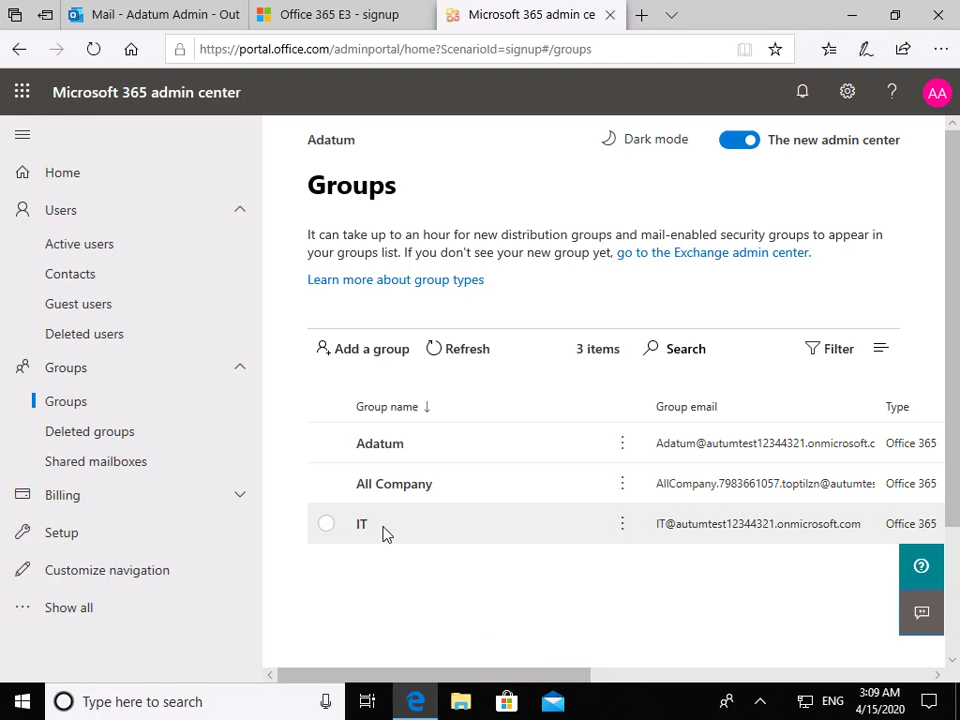 Mail - Adatum Admin - Out
Office 365 E3 - signup
Microsoft 365 admin ce
https://portal.office.com/adminportal/home?ScenarioId=signup#/groups
Microsoft 365 admin center
AA
Adatum
Dark mode
The new admin center
Home
Users
Active users
Contacts
Guest users
Deleted users
Groups
Groups
Deleted groups
Shared mailboxes
Billing
Setup
Customize navigation
Show all
Groups
It can take up to an hour for new distribution groups and mail-enabled security groups to appear in
your groups list. If you don't see your new group yet, go to the Exchange admin center.
Learn more about group types
Add a group
Refresh
3 items
Search
Filter
Group name ↓
Group email
Type
Adatum
Adatum@autumtest12344321.onmicrosoft.c
Office 365
All Company
AllCompany.7983661057.toptilzn@autumtes
Office 365
IT
IT@autumtest12344321.onmicrosoft.com
Office 365
Type here to search
ENG
3:09 AM
4/15/2020